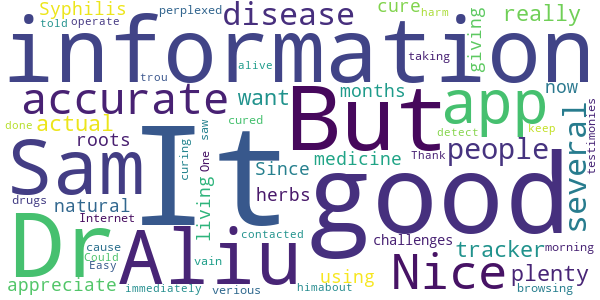 Syphilis perplexed disease cure really
told operate harm
information
trou alive giving taking
accurate want months But app now several
done actual cured detect keep
roots curing saw One people testimonies
Sam It Since medicine Thank good
drugs natural living herbs
Dr Internet Aliu contacted challenges tracker morning
cause vain using Nice plenty
Could Easy
appreciate immediately verious himabout browsing